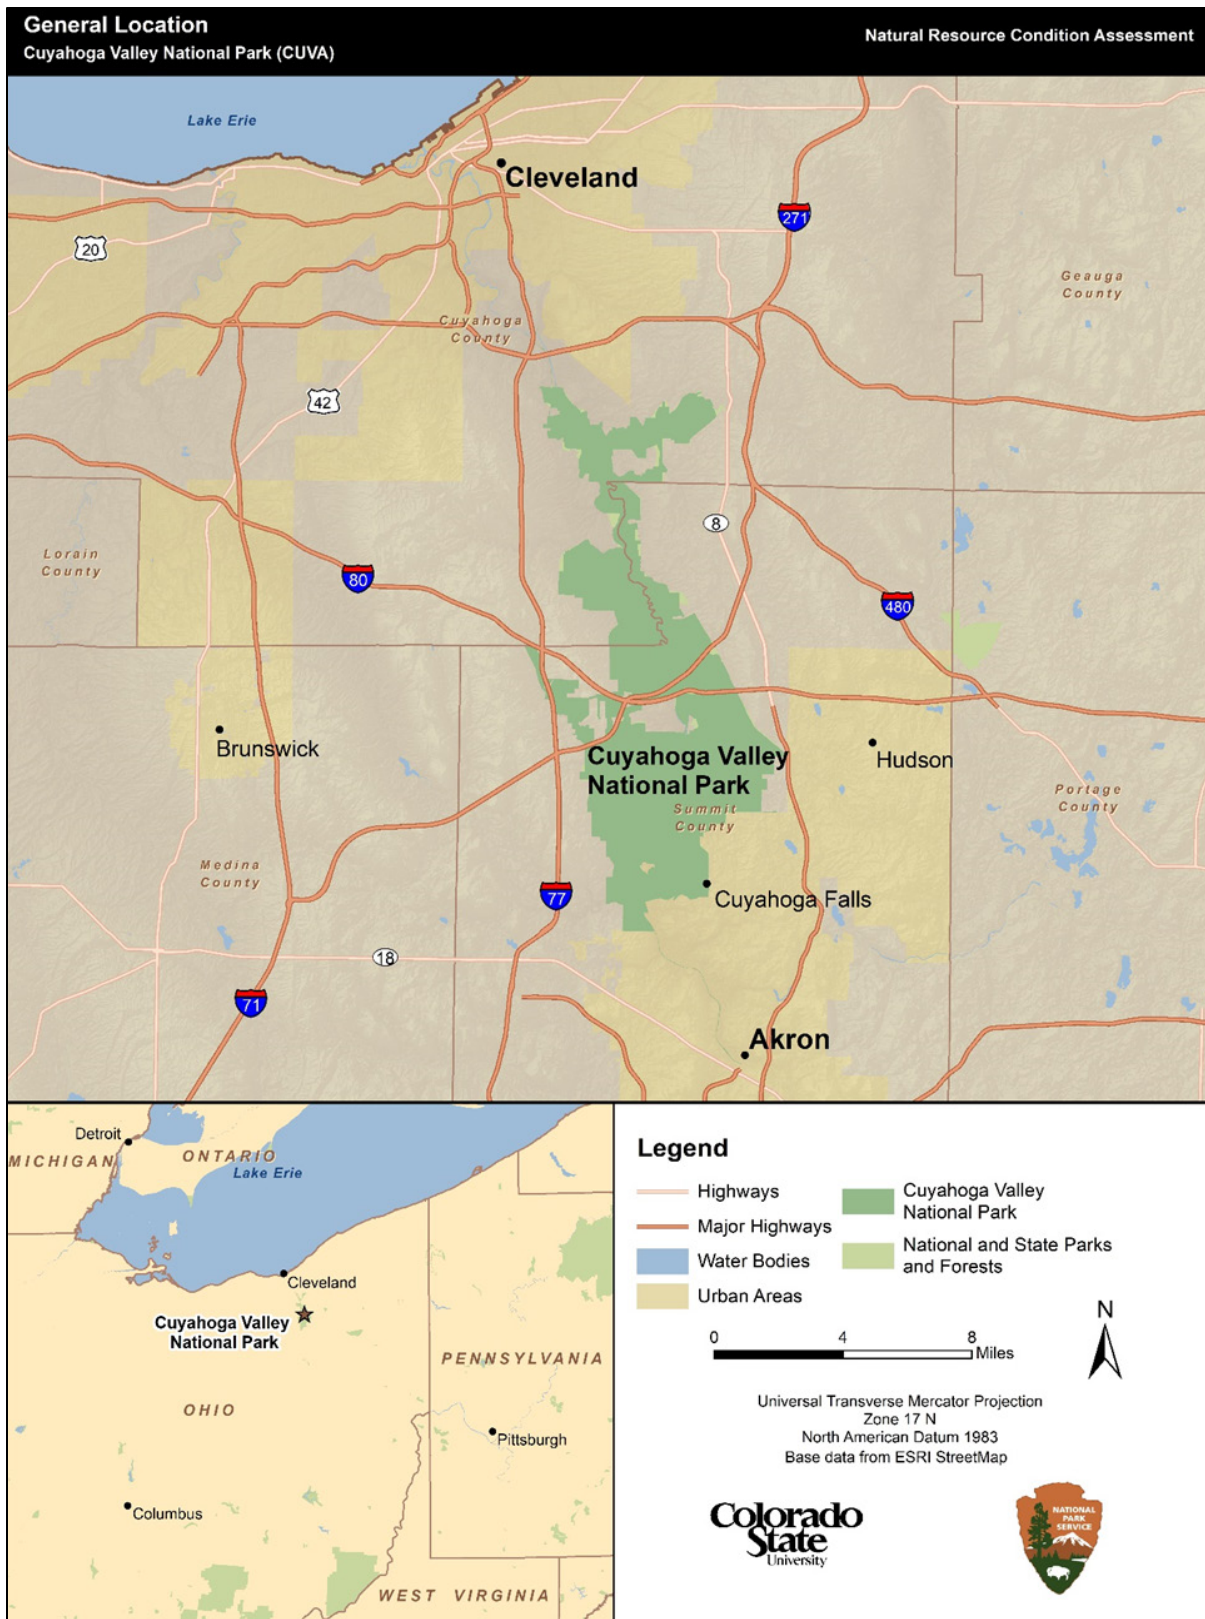 General Location
Cuyahoga Valley National Park (CUVA)
Natural Resource Condition Assessment
Lake Erie
Cleveland
271
20
Geauga
County
Cuyahoga
County
42
8
Lorain
County
80
480
Brunswick
Hudson
Cuyahoga Valley
National Park
Summit
County
Portage
County
Medina
County
77
Cuyahoga Falls
18
71
Akron
Detroit
MICHIGAN
ONTARIO
Lake Erie
Cleveland
Cuyahoga Valley
National Park
PENNSYLVANIA
OHIO
Pittsburgh
Columbus
WEST VIRGINIA
Legend
Highways
Major Highways
Water Bodies
Urban Areas
Cuyahoga Valley
National Park
National and State Parks
and Forests
N
0 4 8
Miles
Universal Transverse Mercator Projection
Zone 17 N
North American Datum 1983
Base data from ESRI StreetMap
Colorado
State
University
NATIONAL
PARK
SERVICE